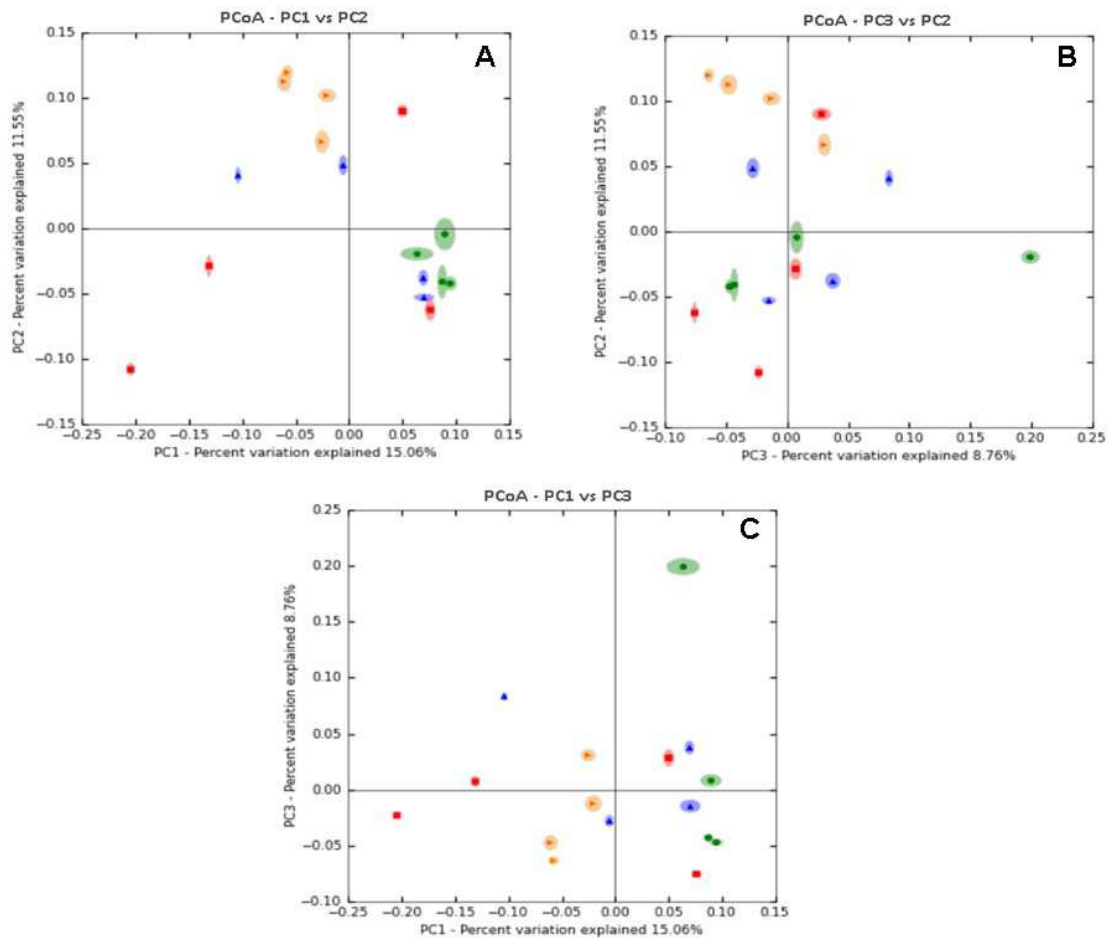 PCoA - PC1 vs PC2
A
0.15
0.10
0.05
0.00
−0.05
−0.10
−0.15
PC2 - Percent variation explained 11.55%
−0.25 −0.20 −0.15 −0.10 −0.05 0.00 0.05 0.10 0.15
PC1 - Percent variation explained 15.06%
PCoA - PC3 vs PC2
B
0.15
0.10
0.05
0.00
−0.05
−0.10
−0.15
PC2 - Percent variation explained 11.55%
−0.10 −0.05 0.00 0.05 0.10 0.15 0.20 0.25
PC3 - Percent variation explained 8.76%
PCoA - PC1 vs PC3
C
0.25
0.20
0.15
0.10
0.05
0.00
−0.05
−0.10
PC3 - Percent variation explained 8.76%
−0.25 −0.20 −0.15 −0.10 −0.05 0.00 0.05 0.10 0.15
PC1 - Percent variation explained 15.06%